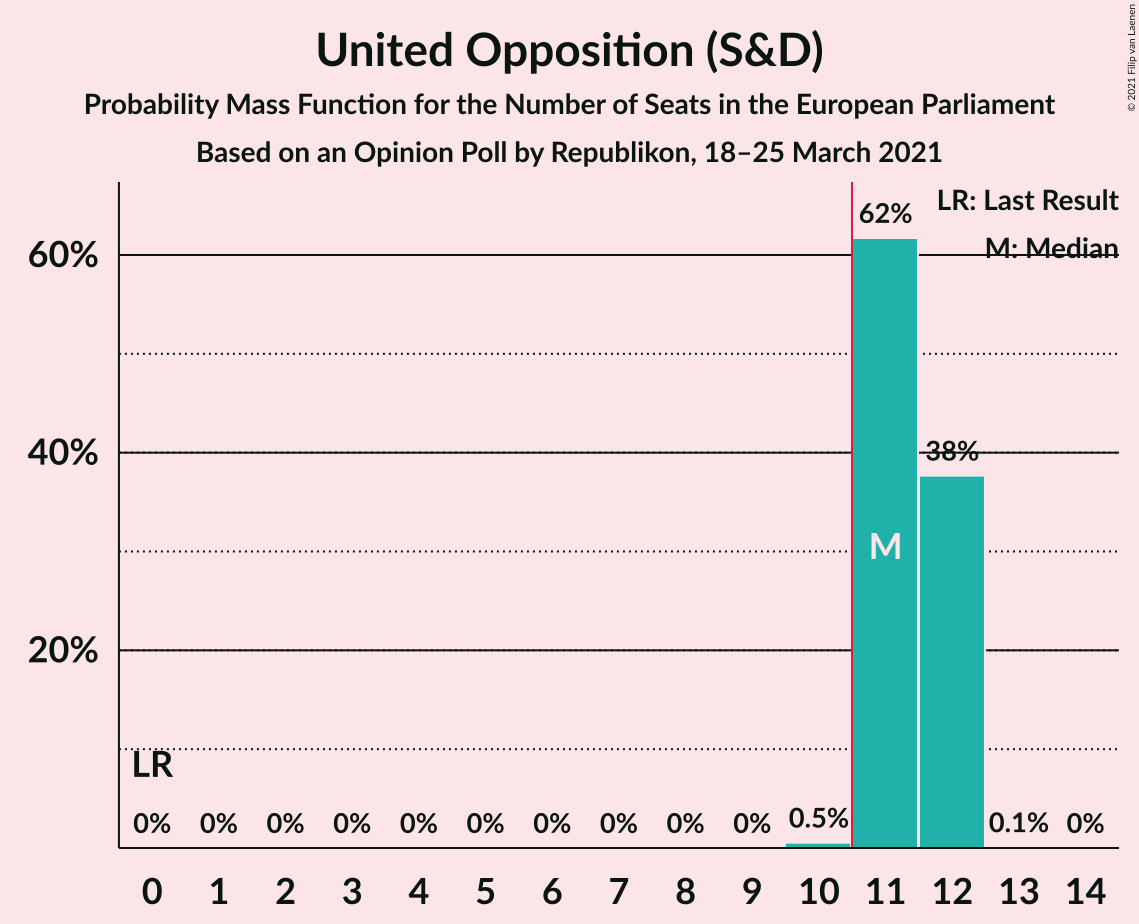 United Opposition (S&D)
Probability Mass Function for the Number of Seats in the European Parliament
Based on an Opinion Poll by Republikon, 18–25 March 2021
© 2021 Filip van Laenen
LR: Last Result
M: Median
62%
60%
38%
40%
M
20%
LR
0% 0% 0% 0% 0% 0% 0% 0% 0% 0% 0.5% 0.1% 0%
0 1 2 3 4 5 6 7 8 9 10 11 12 13 14